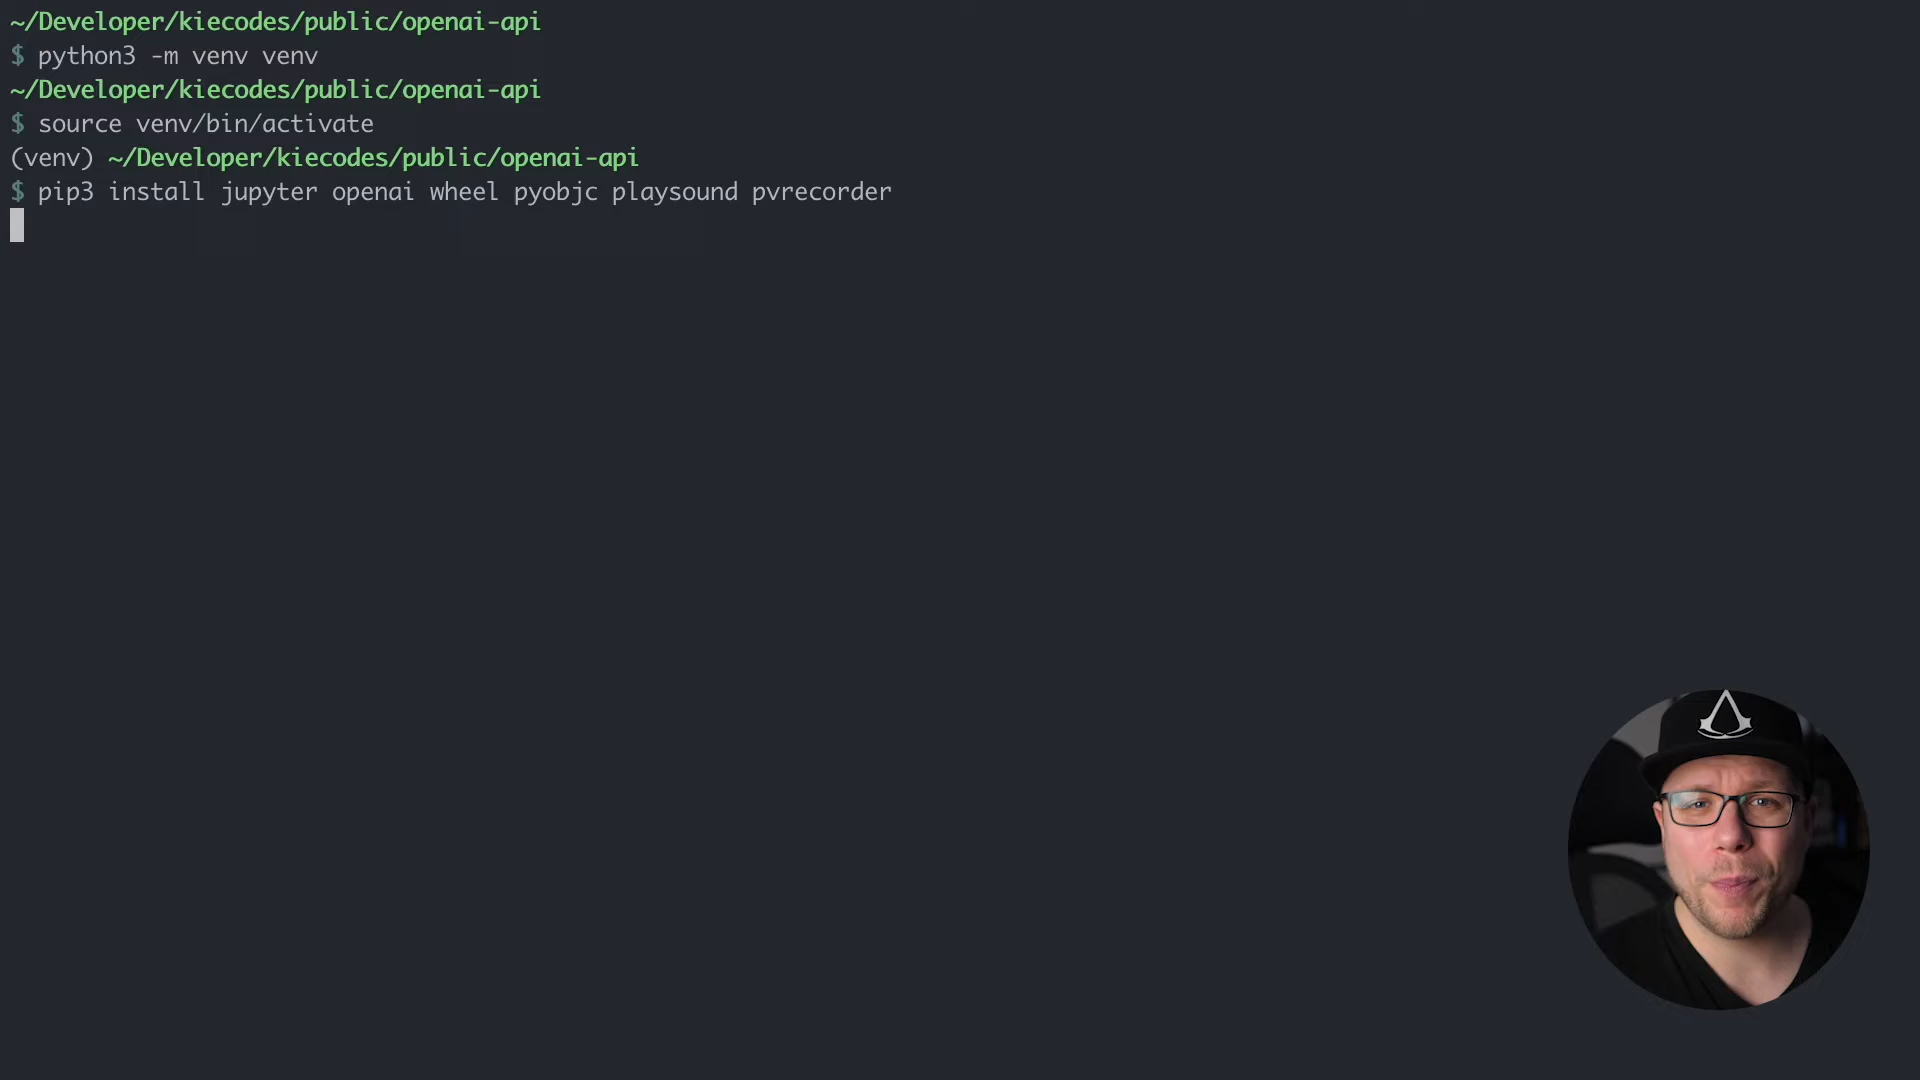 ~/Developer/kiecodes/public/openai-api
$ python3 -m venv venv
~/Developer/kiecodes/public/openai-api
$ source venv/bin/activate
(venv) ~/Developer/kiecodes/public/openai-api
$ pip3 install jupyter openai wheel pyobjc playsound pvrecorder